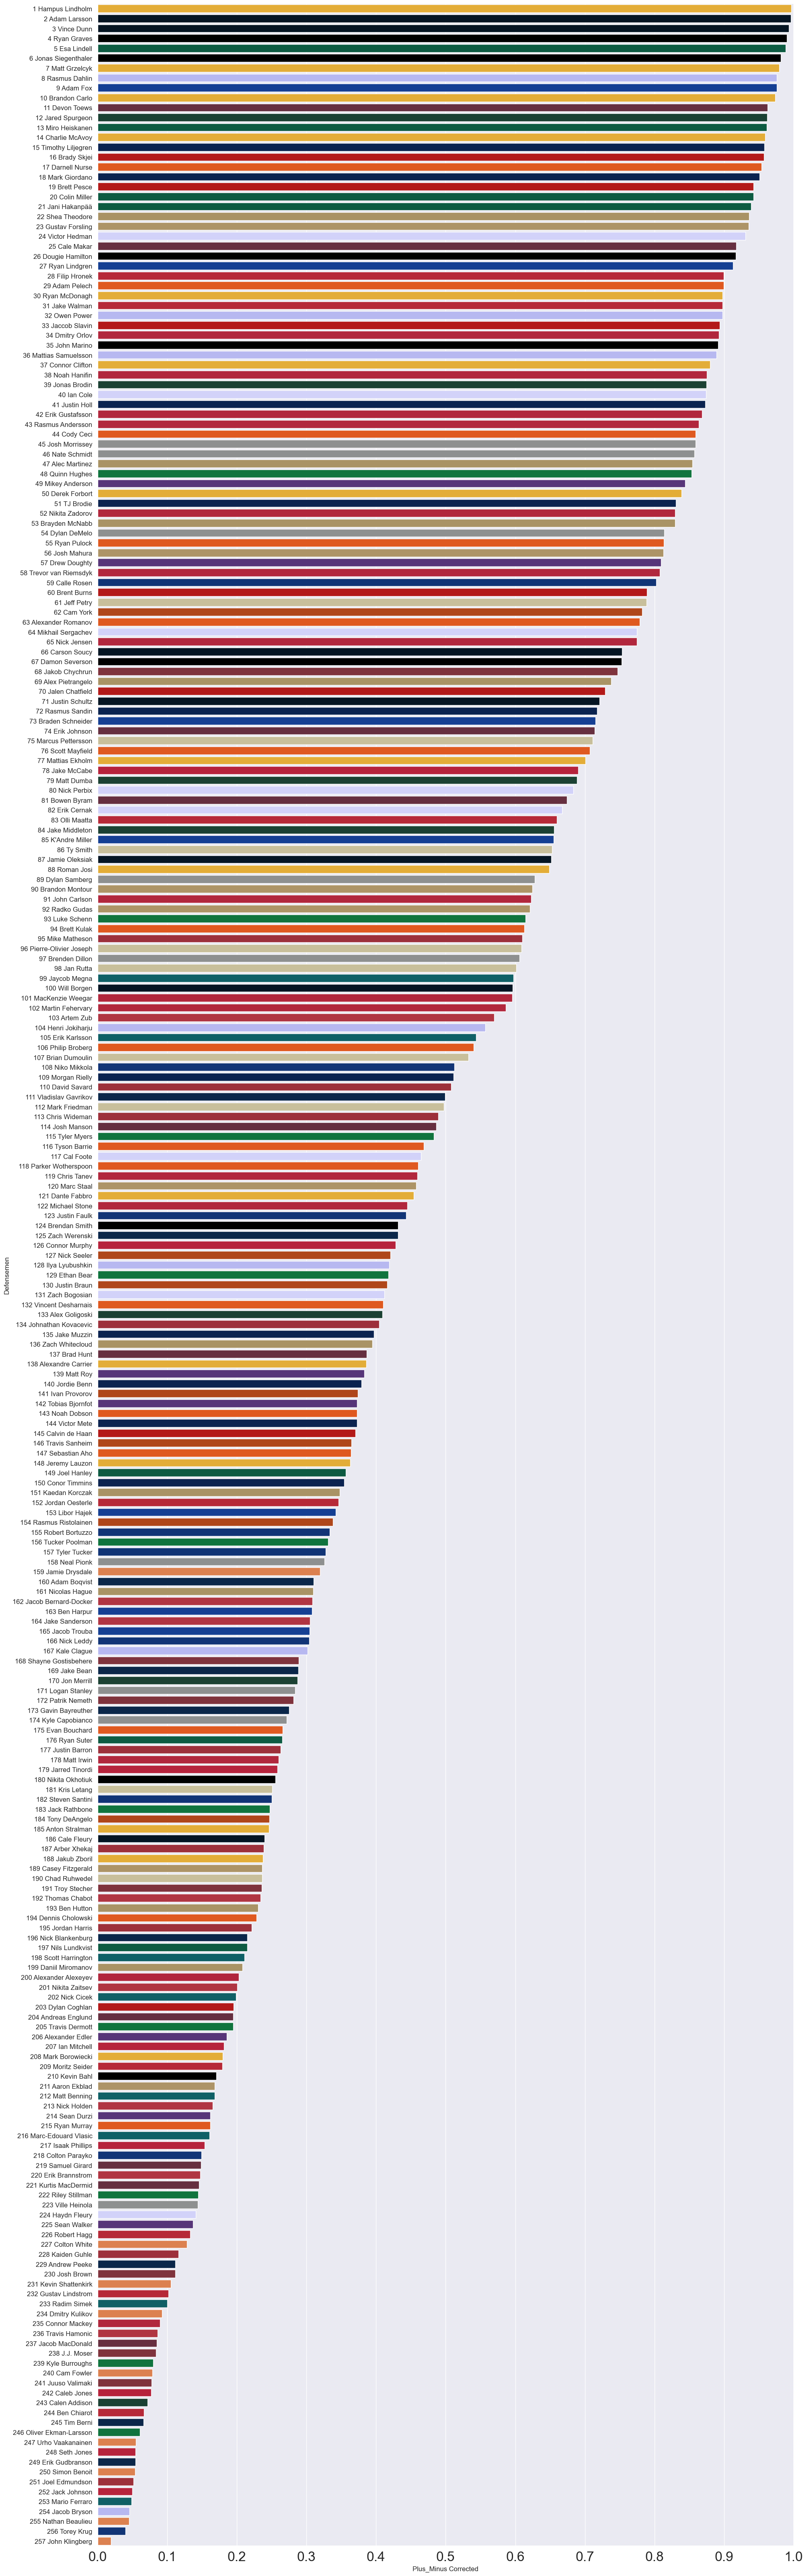 1 Hampus Lindholm
2 Adam Larsson
3 Vince Dunn
4 Ryan Graves
5 Esa Lindell
6 Jonas Siegenthaler
7 Matt Grzelcyk
8 Rasmus Dahlin
9 Adam Fox
10 Brandon Carlo
11 Devon Toews
12 Jared Spurgeon
13 Miro Heiskanen
14 Charlie McAvoy
15 Timothy Liljegren
16 Brady Skjei
17 Darnell Nurse
18 Mark Giordano
19 Brett Pesce
20 Colin Miller
21 Jani Hakanpää
22 Shea Theodore
23 Gustav Forsling
24 Victor Hedman
25 Cale Makar
26 Dougie Hamilton
27 Ryan Lindgren
28 Filip Hronek
29 Adam Pelech
30 Ryan McDonagh
31 Jake Walman
32 Owen Power
33 Jaccob Slavin
34 Dmitry Orlov
35 John Marino
36 Mattias Samuelsson
37 Connor Clifton
38 Noah Hanifin
39 Jonas Brodin
40 Ian Cole
41 Justin Holl
42 Erik Gustafsson
43 Rasmus Andersson
44 Cody Ceci
45 Josh Morrissey
46 Nate Schmidt
47 Alec Martinez
48 Quinn Hughes
49 Mikey Anderson
50 Derek Forbort
51 TJ Brodie
52 Nikita Zadorov
53 Brayden McNabb
54 Dylan DeMelo
55 Ryan Pulock
56 Josh Mahura
57 Drew Doughty
58 Trevor van Riemsdyk
59 Calle Rosen
60 Brent Burns
61 Jeff Petry
62 Cam York
63 Alexander Romanov
64 Mikhail Sergachev
65 Nick Jensen
66 Carson Soucy
67 Damon Severson
68 Jakob Chychrun
69 Alex Pietrangelo
70 Jalen Chatfield
71 Justin Schultz
72 Rasmus Sandin
73 Braden Schneider
74 Erik Johnson
75 Marcus Pettersson
76 Scott Mayfield
77 Mattias Ekholm
78 Jake McCabe
79 Matt Dumba
80 Nick Perbix
81 Bowen Byram
82 Erik Cernak
83 Olli Maatta
84 Jake Middleton
85 K'Andre Miller
86 Ty Smith
87 Jamie Oleksiak
88 Roman Josi
89 Dylan Samberg
90 Brandon Montour
91 John Carlson
92 Radko Gudas
93 Luke Schenn
94 Brett Kulak
95 Mike Matheson
96 Pierre-Olivier Joseph
97 Brenden Dillon
98 Jan Rutta
99 Jaycob Megna
100 Will Borgen
101 MacKenzie Weegar
102 Martin Fehervary
103 Artem Zub
104 Henri Jokiharju
105 Erik Karlsson
106 Philip Broberg
107 Brian Dumoulin
108 Niko Mikkola
109 Morgan Rielly
110 David Savard
111 Vladislav Gavrikov
112 Mark Friedman
113 Chris Wideman
114 Josh Manson
115 Tyler Myers
116 Tyson Barrie
117 Cal Foote
118 Parker Wotherspoon
119 Chris Tanev
120 Marc Staal
121 Dante Fabbro
122 Michael Stone
123 Justin Faulk
124 Brendan Smith
125 Zach Werenski
126 Connor Murphy
127 Nick Seeler
128 Ilya Lyubushkin
129 Ethan Bear
130 Justin Braun
131 Zach Bogosian
132 Vincent Desharnais
133 Alex Goligoski
134 Johnathan Kovacevic
135 Jake Muzzin
136 Zach Whitecloud
137 Brad Hunt
138 Alexandre Carrier
139 Matt Roy
140 Jordie Benn
141 Ivan Provorov
142 Tobias Bjornfot
143 Noah Dobson
144 Victor Mete
145 Calvin de Haan
146 Travis Sanheim
147 Sebastian Aho
148 Jeremy Lauzon
149 Joel Hanley
150 Conor Timmins
151 Kaedan Korczak
152 Jordan Oesterle
153 Libor Hajek
154 Rasmus Ristolainen
155 Robert Bortuzzo
156 Tucker Poolman
157 Tyler Tucker
158 Neal Pionk
159 Jamie Drysdale
160 Adam Boqvist
161 Nicolas Hague
162 Jacob Bernard-Docker
163 Ben Harpur
164 Jake Sanderson
165 Jacob Trouba
166 Nick Leddy
167 Kale Clague
168 Shayne Gostisbehere
169 Jake Bean
170 Jon Merrill
171 Logan Stanley
172 Patrik Nemeth
173 Gavin Bayreuther
174 Kyle Capobianco
175 Evan Bouchard
176 Ryan Suter
177 Justin Barron
178 Matt Irwin
179 Jarred Tinordi
180 Nikita Okhotiuk
181 Kris Letang
182 Steven Santini
183 Jack Rathbone
184 Tony DeAngelo
185 Anton Stralman
186 Cale Fleury
187 Arber Xhekaj
188 Jakub Zboril
189 Casey Fitzgerald
190 Chad Ruhwedel
191 Troy Stecher
192 Thomas Chabot
193 Ben Hutton
194 Dennis Cholowski
195 Jordan Harris
196 Nick Blankenburg
197 Nils Lundkvist
198 Scott Harrington
199 Daniil Miromanov
200 Alexander Alexeyev
201 Nikita Zaitsev
202 Nick Cicek
203 Dylan Coghlan
204 Andreas Englund
205 Travis Dermott
206 Alexander Edler
207 Ian Mitchell
208 Mark Borowiecki
209 Moritz Seider
210 Kevin Bahl
211 Aaron Ekblad
212 Matt Benning
213 Nick Holden
214 Sean Durzi
215 Ryan Murray
216 Marc-Edouard Vlasic
217 Isaak Phillips
218 Colton Parayko
219 Samuel Girard
220 Erik Brannstrom
221 Kurtis MacDermid
222 Riley Stillman
223 Ville Heinola
224 Haydn Fleury
225 Sean Walker
226 Robert Hagg
227 Colton White
228 Kaiden Guhle
229 Andrew Peeke
230 Josh Brown
231 Kevin Shattenkirk
232 Gustav Lindstrom
233 Radim Simek
234 Dmitry Kulikov
235 Connor Mackey
236 Travis Hamonic
237 Jacob MacDonald
238 J.J. Moser
239 Kyle Burroughs
240 Cam Fowler
241 Juuso Valimaki
242 Caleb Jones
243 Calen Addison
244 Ben Chiarot
245 Tim Berni
246 Oliver Ekman-Larsson
247 Urho Vaakanainen
248 Seth Jones
249 Erik Gudbranson
250 Simon Benoit
251 Joel Edmundson
252 Jack Johnson
253 Mario Ferraro
254 Jacob Bryson
255 Nathan Beaulieu
256 Torey Krug
257 John Klingberg
Defensemen
0.0 0.1 0.2 0.3 0.4 0.5 0.6 0.7 0.8 0.9 1.0
Plus_Minus Corrected